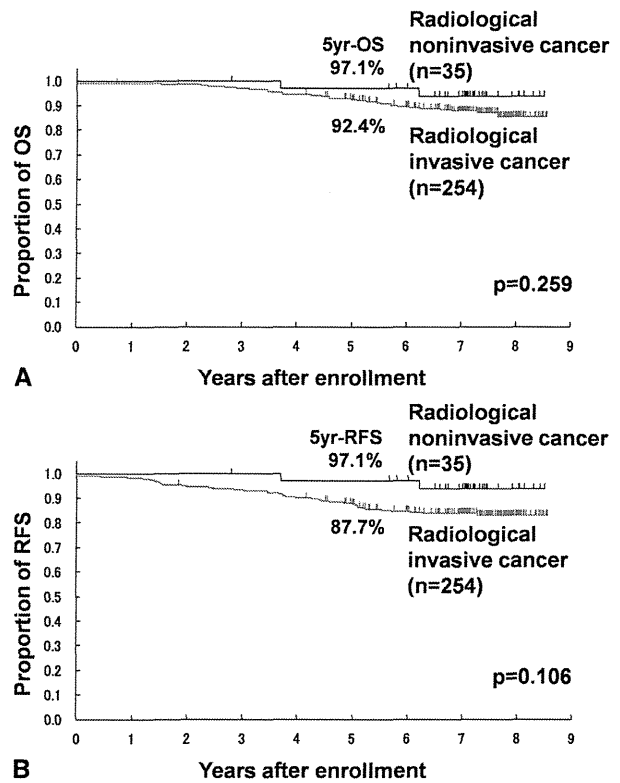 5yr-OS
97.1%
Radiological
noninvasive cancer
(n=35)
1.0
0.9
0.8
0.7
0.6
0.5
0.4
0.3
0.2
0.1
0.0
Proportion of OS
92.4%
Radiological
invasive cancer
(n=254)
p=0.259
0 1 2 3 4 5 6 7 8 9
A
Years after enrollment
5yr-RFS
97.1%
Radiological
noninvasive cancer
(n=35)
1.0
0.9
0.8
0.7
0.6
0.5
0.4
0.3
0.2
0.1
0.0
Proportion of RFS
87.7%
Radiological
invasive cancer
(n=254)
p=0.106
0 1 2 3 4 5 6 7 8 9
B
Years after enrollment